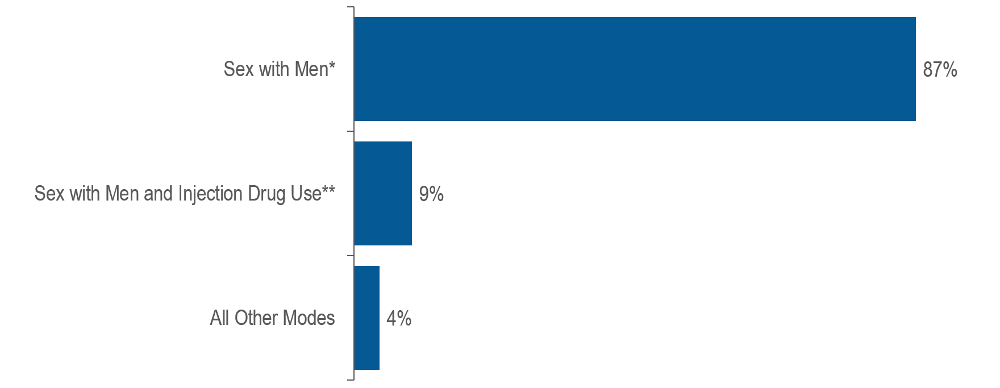 Sex with Men*
87%
Sex with Men and Injection Drug Use**
9%
All Other Modes
4%